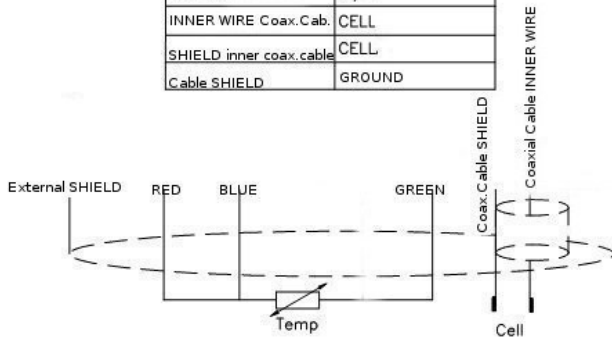 INNER WIRE Coax.Cab. CELL
SHIELD inner coax.cable CELL
Cable SHIELD GROUND
Coaxial Cable INNER WIRE
Coax.Cable SHIELD
External SHIELD RED BLUE GREEN
Temp
Cell